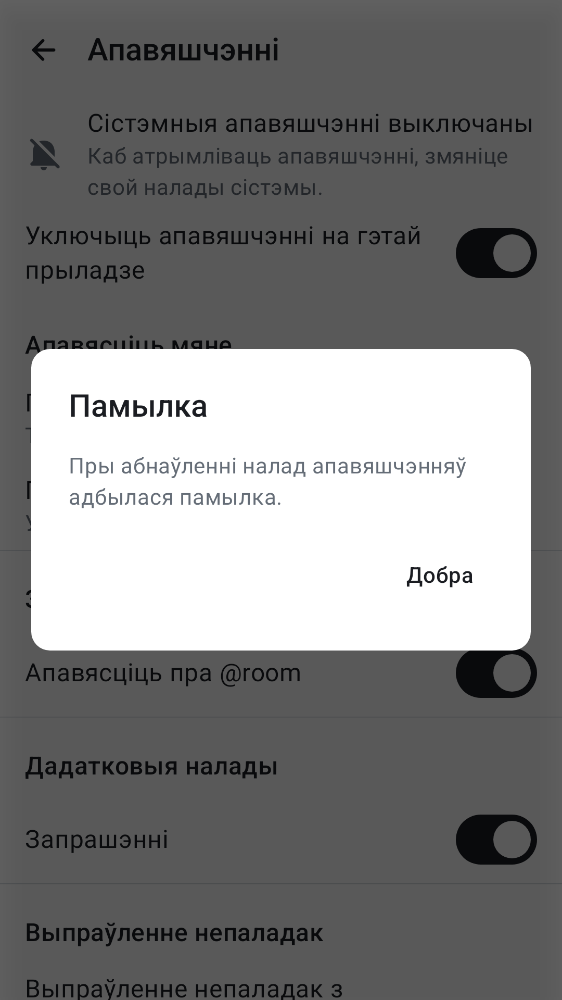 Апавяшчэнні
Сістэмныя апавяшчэнні выключаны
Каб атрымліваць апавяшчэнні, змяніце
свой налады сістэмы.
Уключыць апавяшчэнні на гэтай
прыладзе
Апавясціць мяне
Памылка
Пры абнаўленні налад апавяшчэнняў
адбылася памылка.
Добра
Апавясціць пра @room
Дадатковыя налады
Запрашэнні
Выпраўленне непаладак
Выпраўленне непаладак з